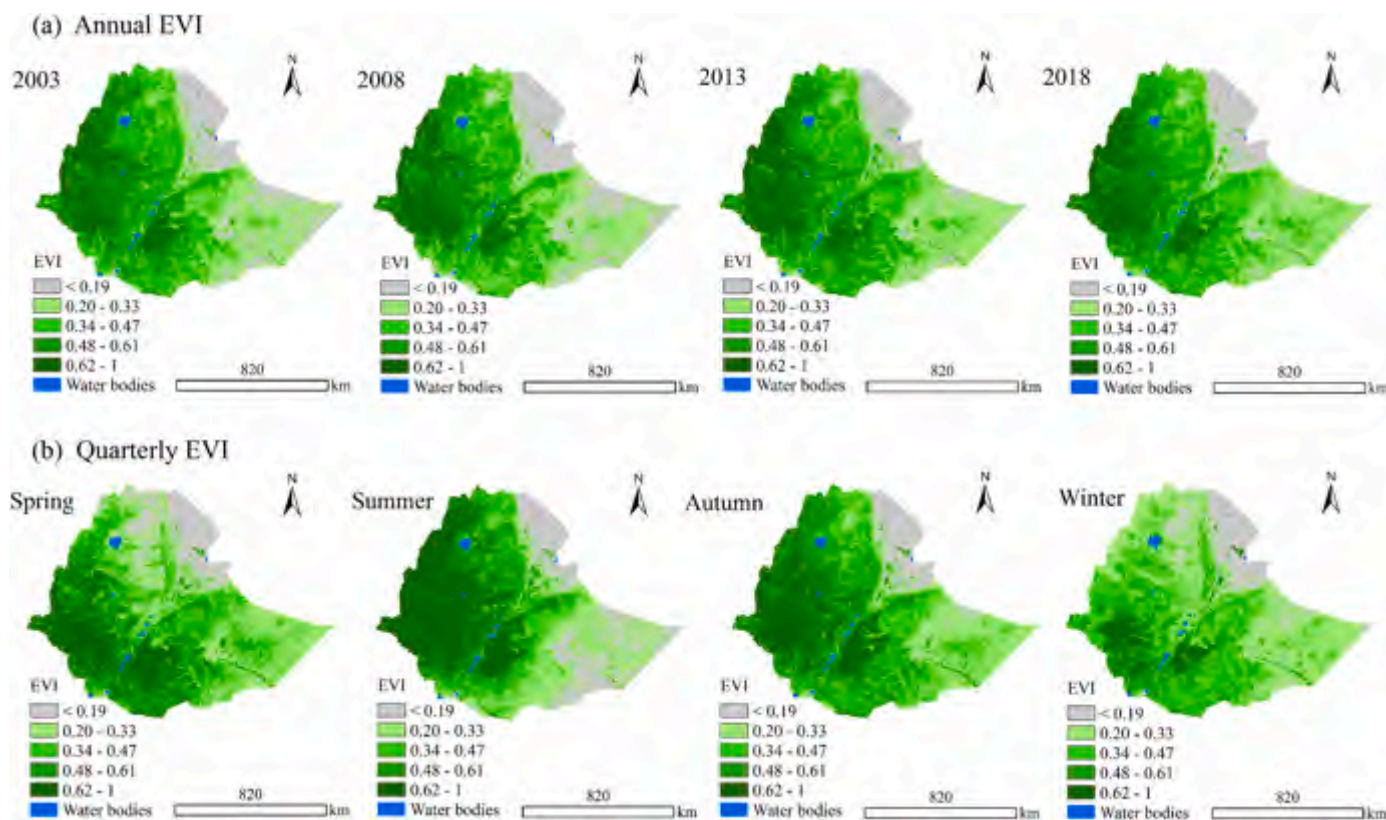 (a) Annual EVI
2003
N
EVI
< 0.19
0.20 - 0.33
0.34 - 0.47
0.48 - 0.61
0.62 - 1
Water bodies
820
km
2008
N
EVI
< 0.19
0.20 - 0.33
0.34 - 0.47
0.48 - 0.61
0.62 - 1
Water bodies
820
km
2013
N
EVI
< 0.19
0.20 - 0.33
0.34 - 0.47
0.48 - 0.61
0.62 - 1
Water bodies
820
km
2018
N
EVI
< 0.19
0.20 - 0.33
0.34 - 0.47
0.48 - 0.61
0.62 - 1
Water bodies
820
km
(b) Quarterly EVI
Spring
N
EVI
< 0.19
0.20 - 0.33
0.34 - 0.47
0.48 - 0.61
0.62 - 1
Water bodies
820
km
Summer
N
EVI
< 0.19
0.20 - 0.33
0.34 - 0.47
0.48 - 0.61
0.62 - 1
Water bodies
820
km
Autumn
N
EVI
< 0.19
0.20 - 0.33
0.34 - 0.47
0.48 - 0.61
0.62 - 1
Water bodies
820
km
Winter
N
EVI
< 0.19
0.20 - 0.33
0.34 - 0.47
0.48 - 0.61
0.62 - 1
Water bodies
820
km